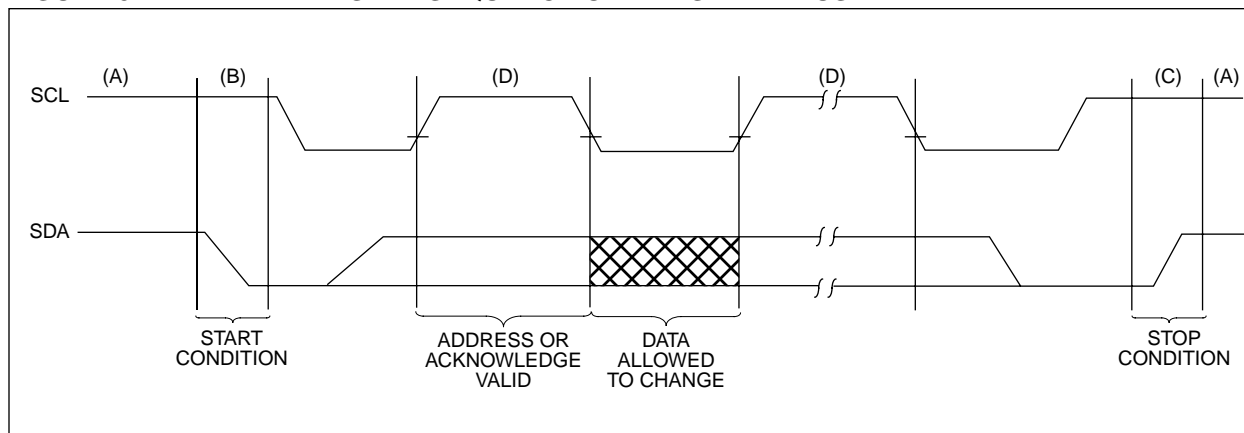 (A) (B) (D) (D) (C) (A)
SCL
SDA
START
CONDITION
ADDRESS OR
ACKNOWLEDGE
VALID
DATA
ALLOWED
TO CHANGE
STOP
CONDITION